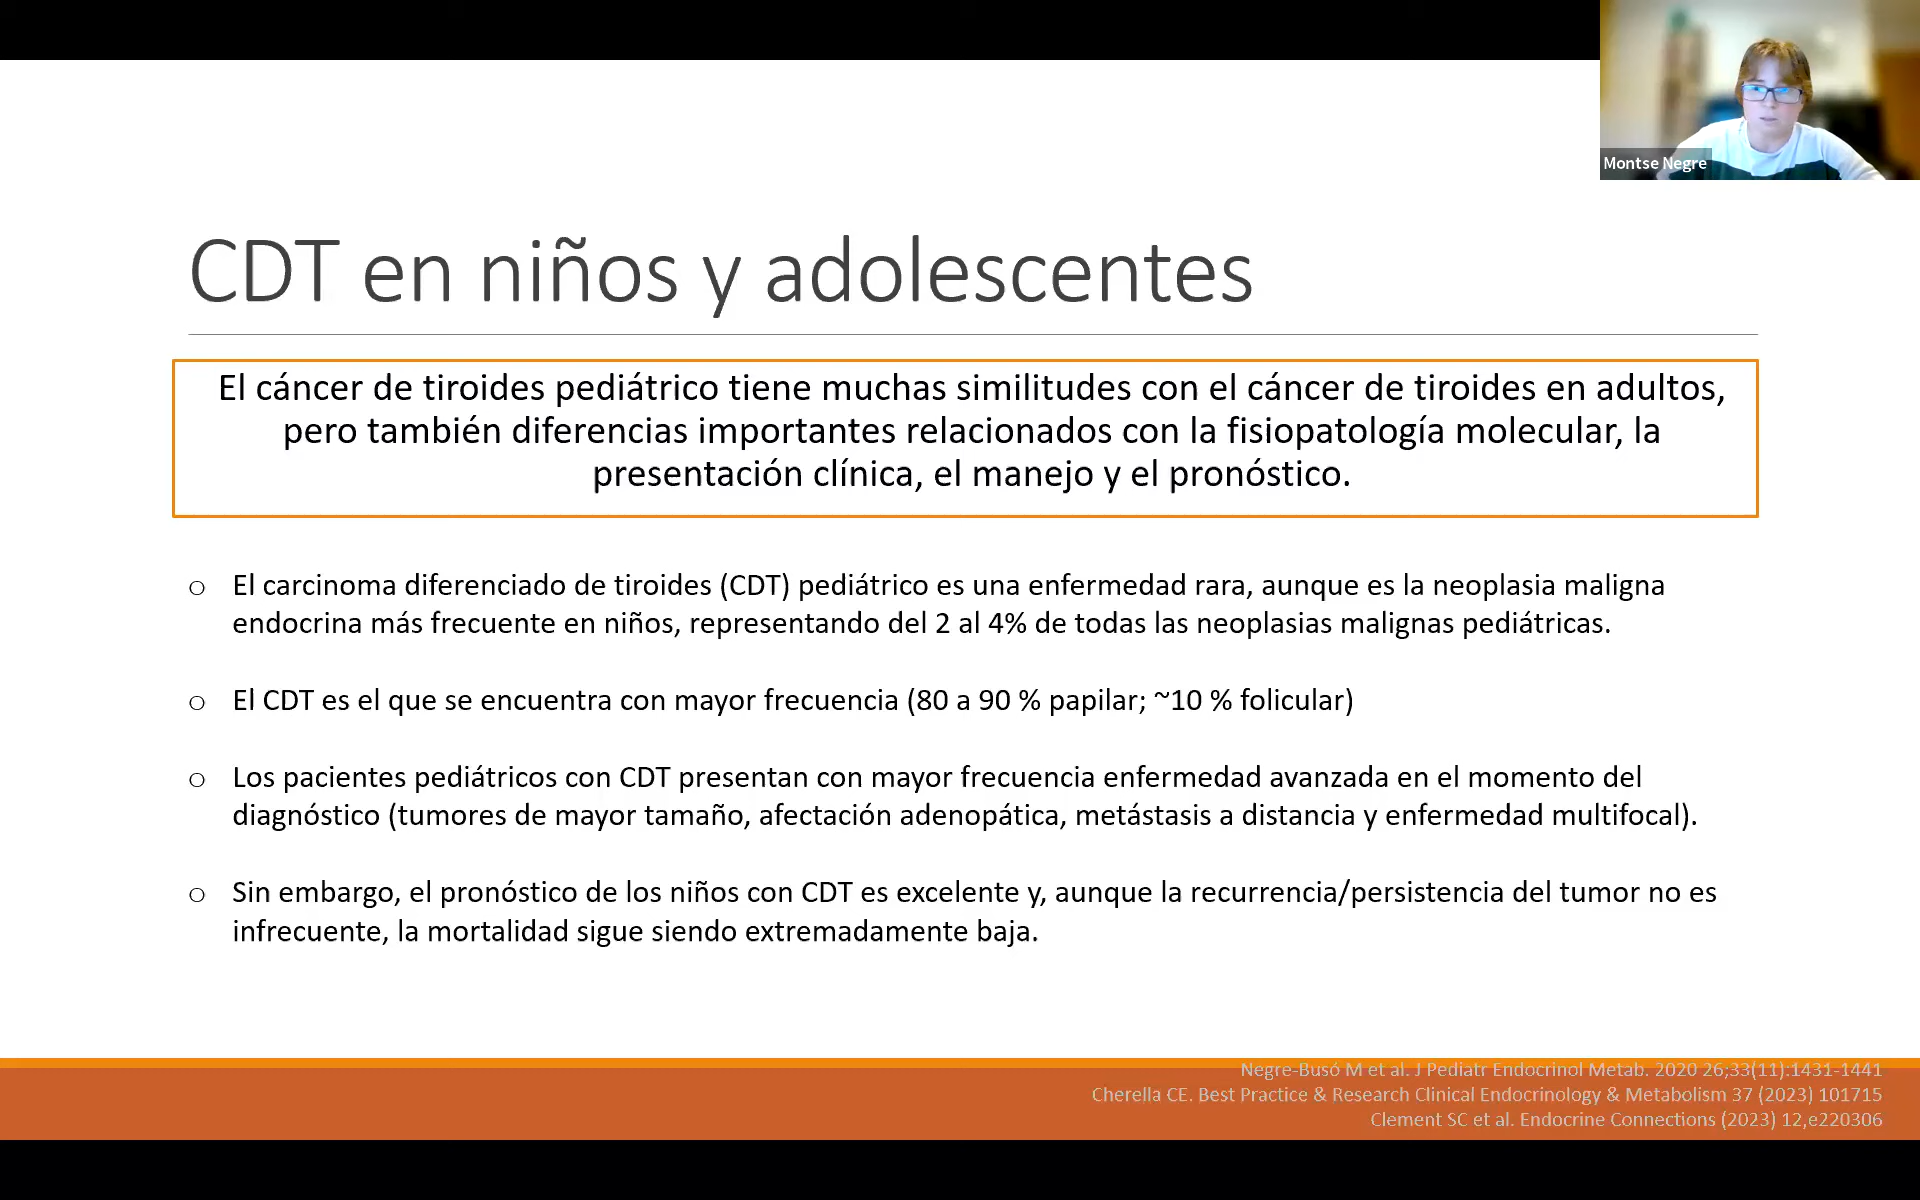 Montse Negre
CDT en niños y adolescentes
El cáncer de tiroides pediátrico tiene muchas similitudes con el cáncer de tiroides en adultos,
pero también diferencias importantes relacionados con la fisiopatología molecular, la
presentación clínica, el manejo y el pronóstico.
o El carcinoma diferenciado de tiroides (CDT) pediátrico es una enfermedad rara, aunque es la neoplasia maligna
endocrina más frecuente en niños, representando del 2 al 4% de todas las neoplasias malignas pediátricas.
o El CDT es el que se encuentra con mayor frecuencia (80 a 90 % papilar; ~10 % folicular)
o Los pacientes pediátricos con CDT presentan con mayor frecuencia enfermedad avanzada en el momento del
diagnóstico (tumores de mayor tamaño, afectación adenopática, metástasis a distancia y enfermedad multifocal).
o Sin embargo, el pronóstico de los niños con CDT es excelente y, aunque la recurrencia/persistencia del tumor no es
infrecuente, la mortalidad sigue siendo extremadamente baja.
Negre-Busó M et al. J Pediatr Endocrinol Metab. 2020 26;33(11):1431-1441
Cherella CE. Best Practice & Research Clinical Endocrinology & Metabolism 37 (2023) 101715
Clement SC et al. Endocrine Connections (2023) 12,e220306